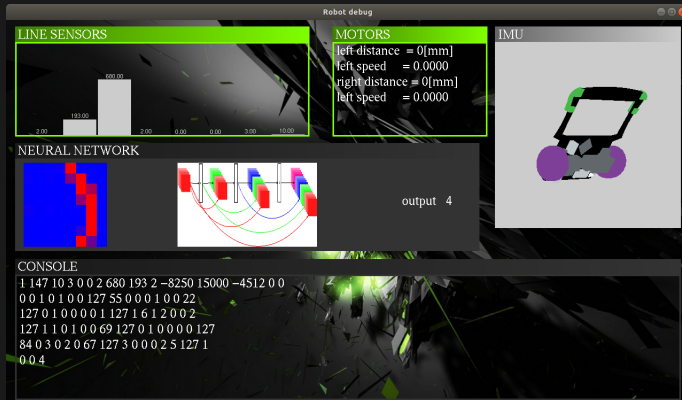 Robot debug
LINE SENSORS
680.00
193.00
2.00 2.00 0.00 0.00 3.00 10.00
MOTORS
left distance = 0[mm]
left speed = 0.0000
right distance = 0[mm]
left speed = 0.0000
IMU
NEURAL NETWORK
output 4
CONSOLE
1 147 10 3 0 0 2 680 193 2 −8250 15000 −4512 0 0
0 0 1 0 1 0 0 127 55 0 0 0 1 0 0 22
127 0 1 0 0 0 0 1 127 1 6 1 2 0 0 2
127 1 1 0 1 0 0 69 127 0 1 0 0 0 0 127
84 0 3 0 2 0 67 127 3 0 0 0 2 5 127 1
0 0 4